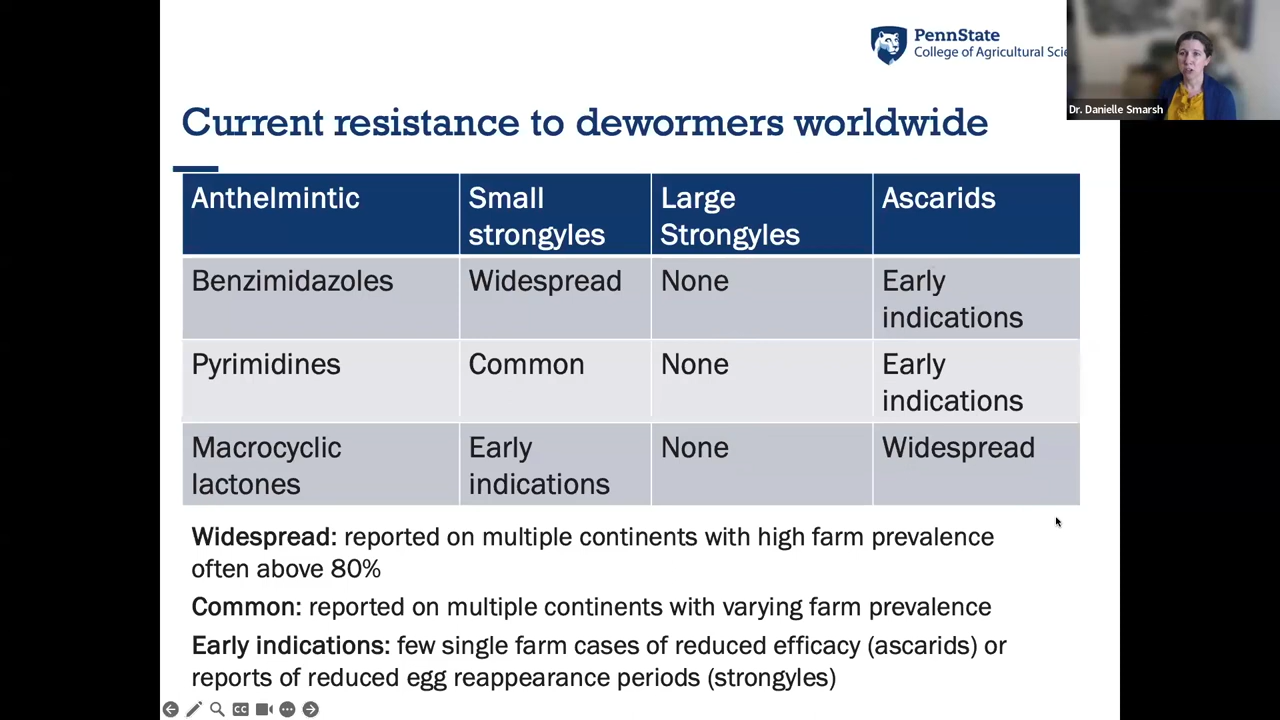 PennState
College of Agricultural Scie
Dr. Danielle Smarsh
Current resistance to dewormers worldwide
Anthelmintic
Small
strongyles
Large
Strongyles
Ascarids
Benzimidazoles
Widespread
None
Early
indications
Pyrimidines
Common
None
Early
indications
Macrocyclic
lactones
Early
indications
None
Widespread
Widespread: reported on multiple continents with high farm prevalence
often above 80%
Common: reported on multiple continents with varying farm prevalence
Early indications: few single farm cases of reduced efficacy (ascarids) or
reports of reduced egg reappearance periods (strongyles)
CC